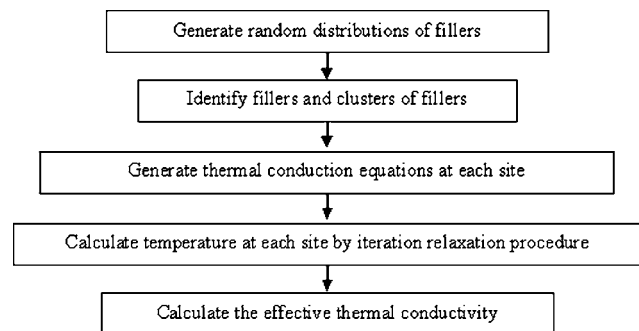 Generate random distributions of fillers
Identify fillers and clusters of fillers
Generate thermal conduction equations at each site
Calculate temperature at each site by iteration relaxation procedure
Calculate the effective thermal conductivity